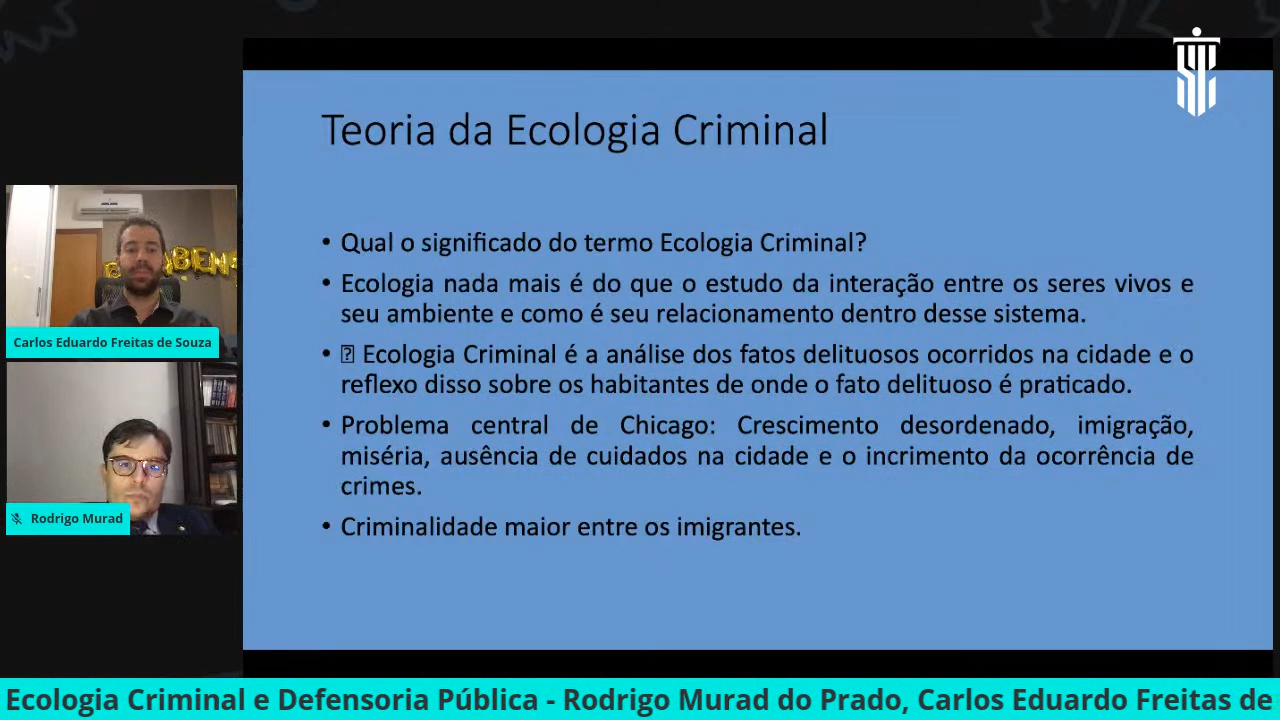 Teoria da Ecologia Criminal
• Qual o significado do termo Ecologia Criminal?
• Ecologia nada mais é do que o estudo da interação entre os seres vivos e
seu ambiente e como é seu relacionamento dentro desse sistema.
• Ecologia Criminal é a análise dos fatos delituosos ocorridos na cidade e o
reflexo disso sobre os habitantes de onde o fato delituoso é praticado.
• Problema central de Chicago: Crescimento desordenado, imigração,
miséria, ausência de cuidados na cidade e o incrimento da ocorrência de
crimes.
• Criminalidade maior entre os imigrantes.
Carlos Eduardo Freitas de Souza
Rodrigo Murad
Ecologia Criminal e Defensoria Pública - Rodrigo Murad do Prado, Carlos Eduardo Freitas de